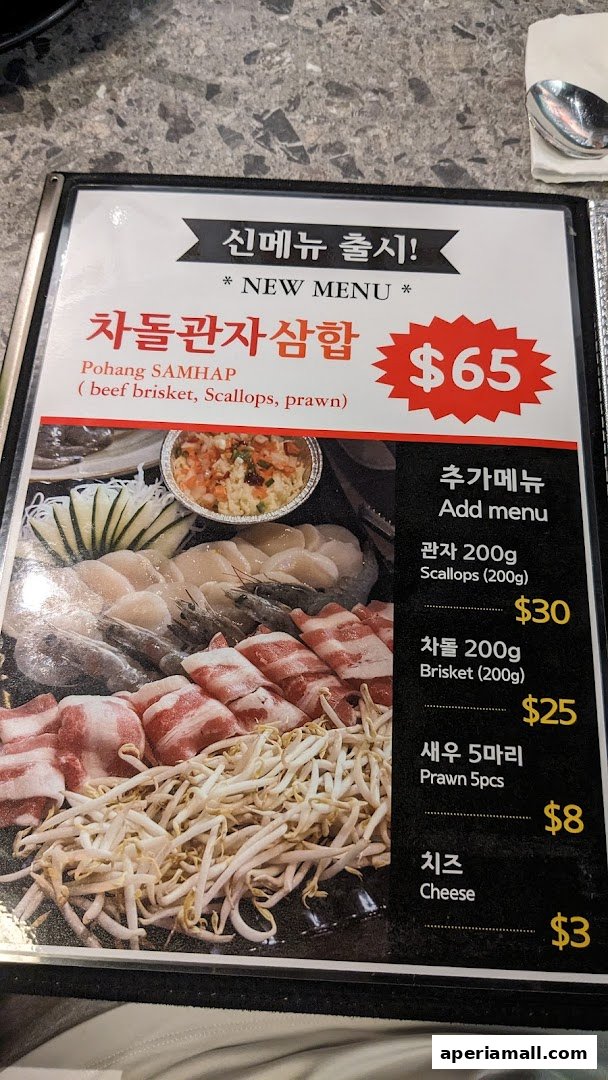 신메뉴 출시!
* NEW MENU *
차돌관자삼합
Pohang SAMHAP
( beef brisket, Scallops, prawn)
$65
추가메뉴
Add menu
관자 200g
Scallops (200g)
$30
차돌 200g
Brisket (200g)
$25
새우 5마리
Prawn 5pcs
$8
치즈
Cheese
$3
aperiamall.com